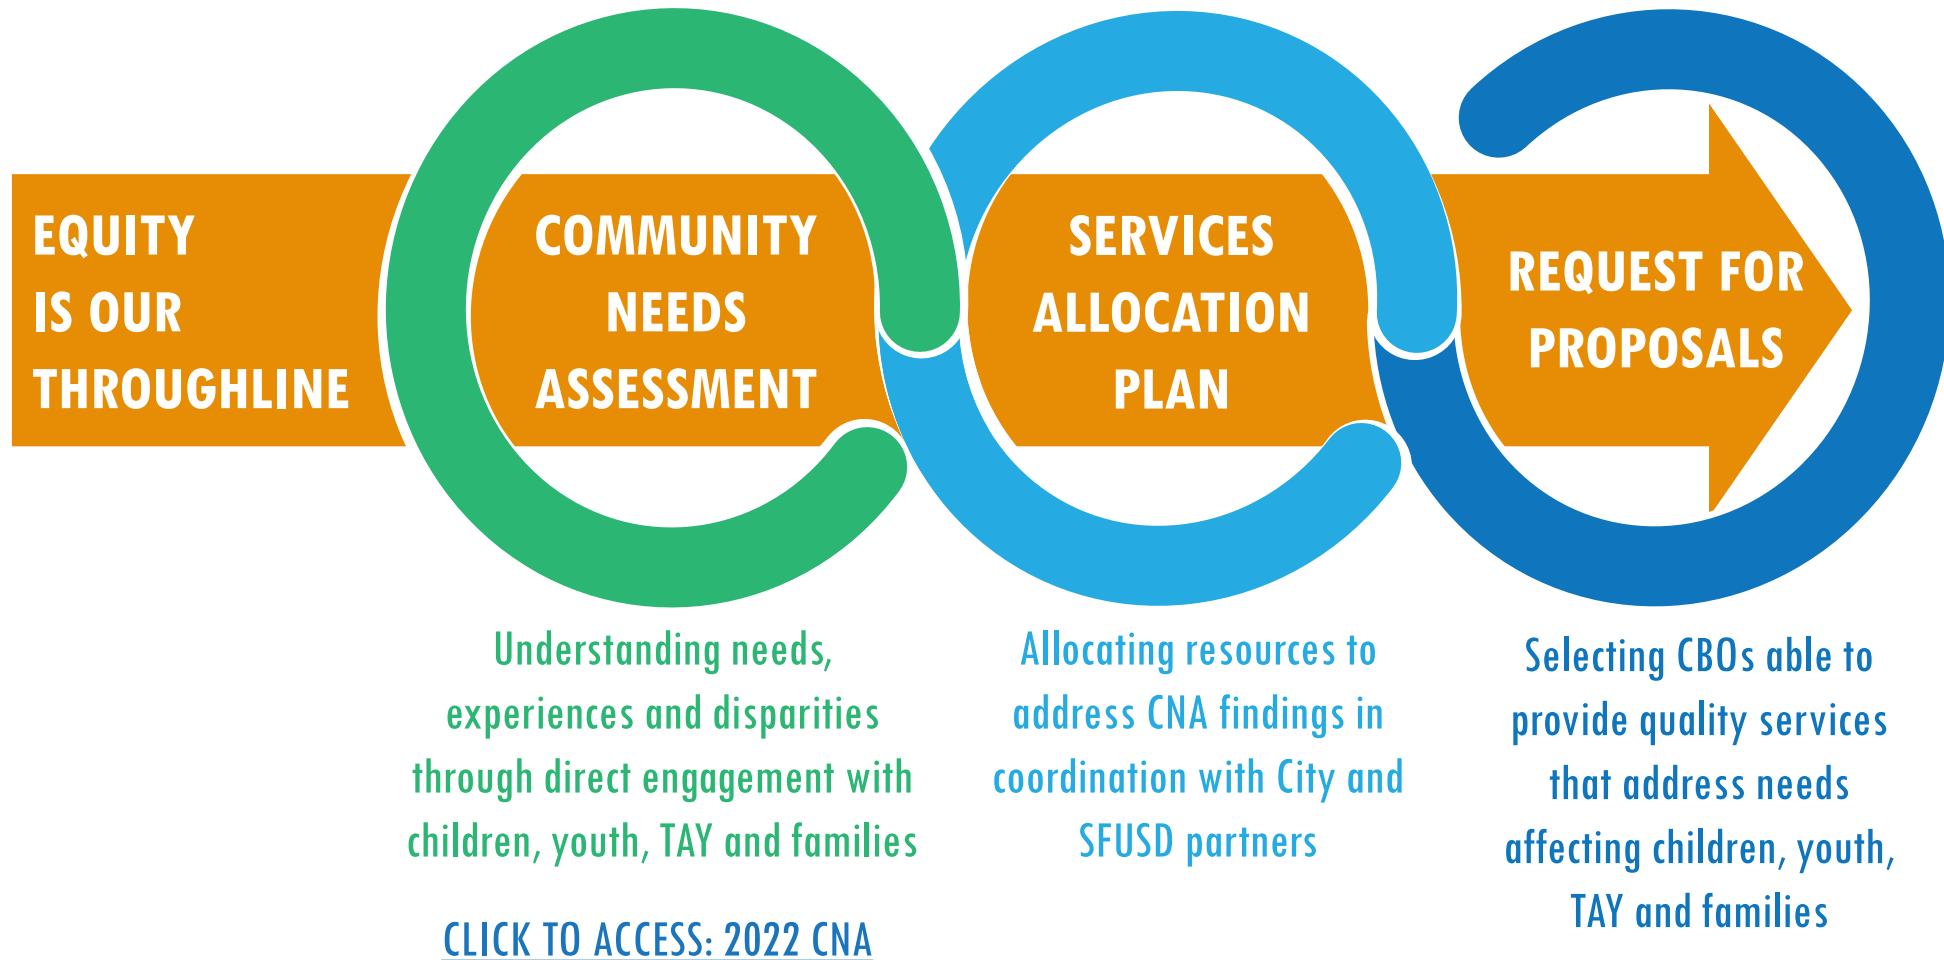 EQUITY
IS OUR
THROUGHLINE
COMMUNITY
NEEDS
ASSESSMENT
SERVICES
ALLOCATION
PLAN
REQUEST FOR
PROPOSALS
Understanding needs,
experiences and disparities
through direct engagement with
children, youth, TAY and families
CLICK TO ACCESS: 2022 CNA
Allocating resources to
address CNA findings in
coordination with City and
SFUSD partners
Selecting CBOs able to
provide quality services
that address needs
affecting children, youth,
TAY and families